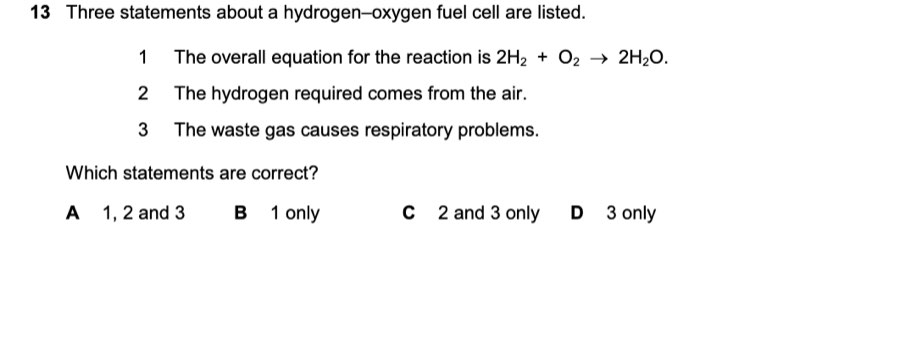 13 Three statements about a hydrogen–oxygen fuel cell are listed.
1 The overall equation for the reaction is 2H₂ + O₂ → 2H₂O.
2 The hydrogen required comes from the air.
3 The waste gas causes respiratory problems.
Which statements are correct?
A 1, 2 and 3 B 1 only C 2 and 3 only D 3 only